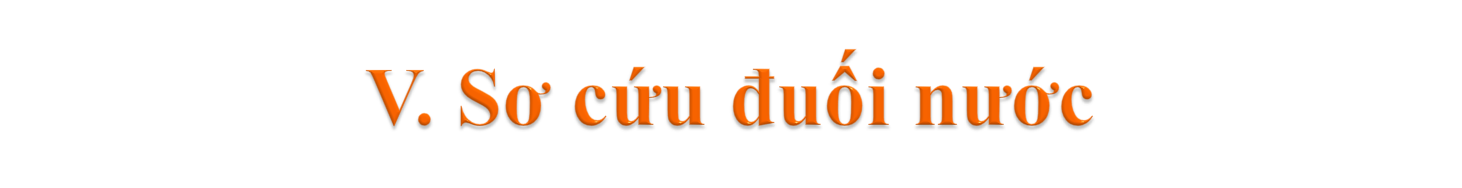 V. Sơ cứu đuối nước